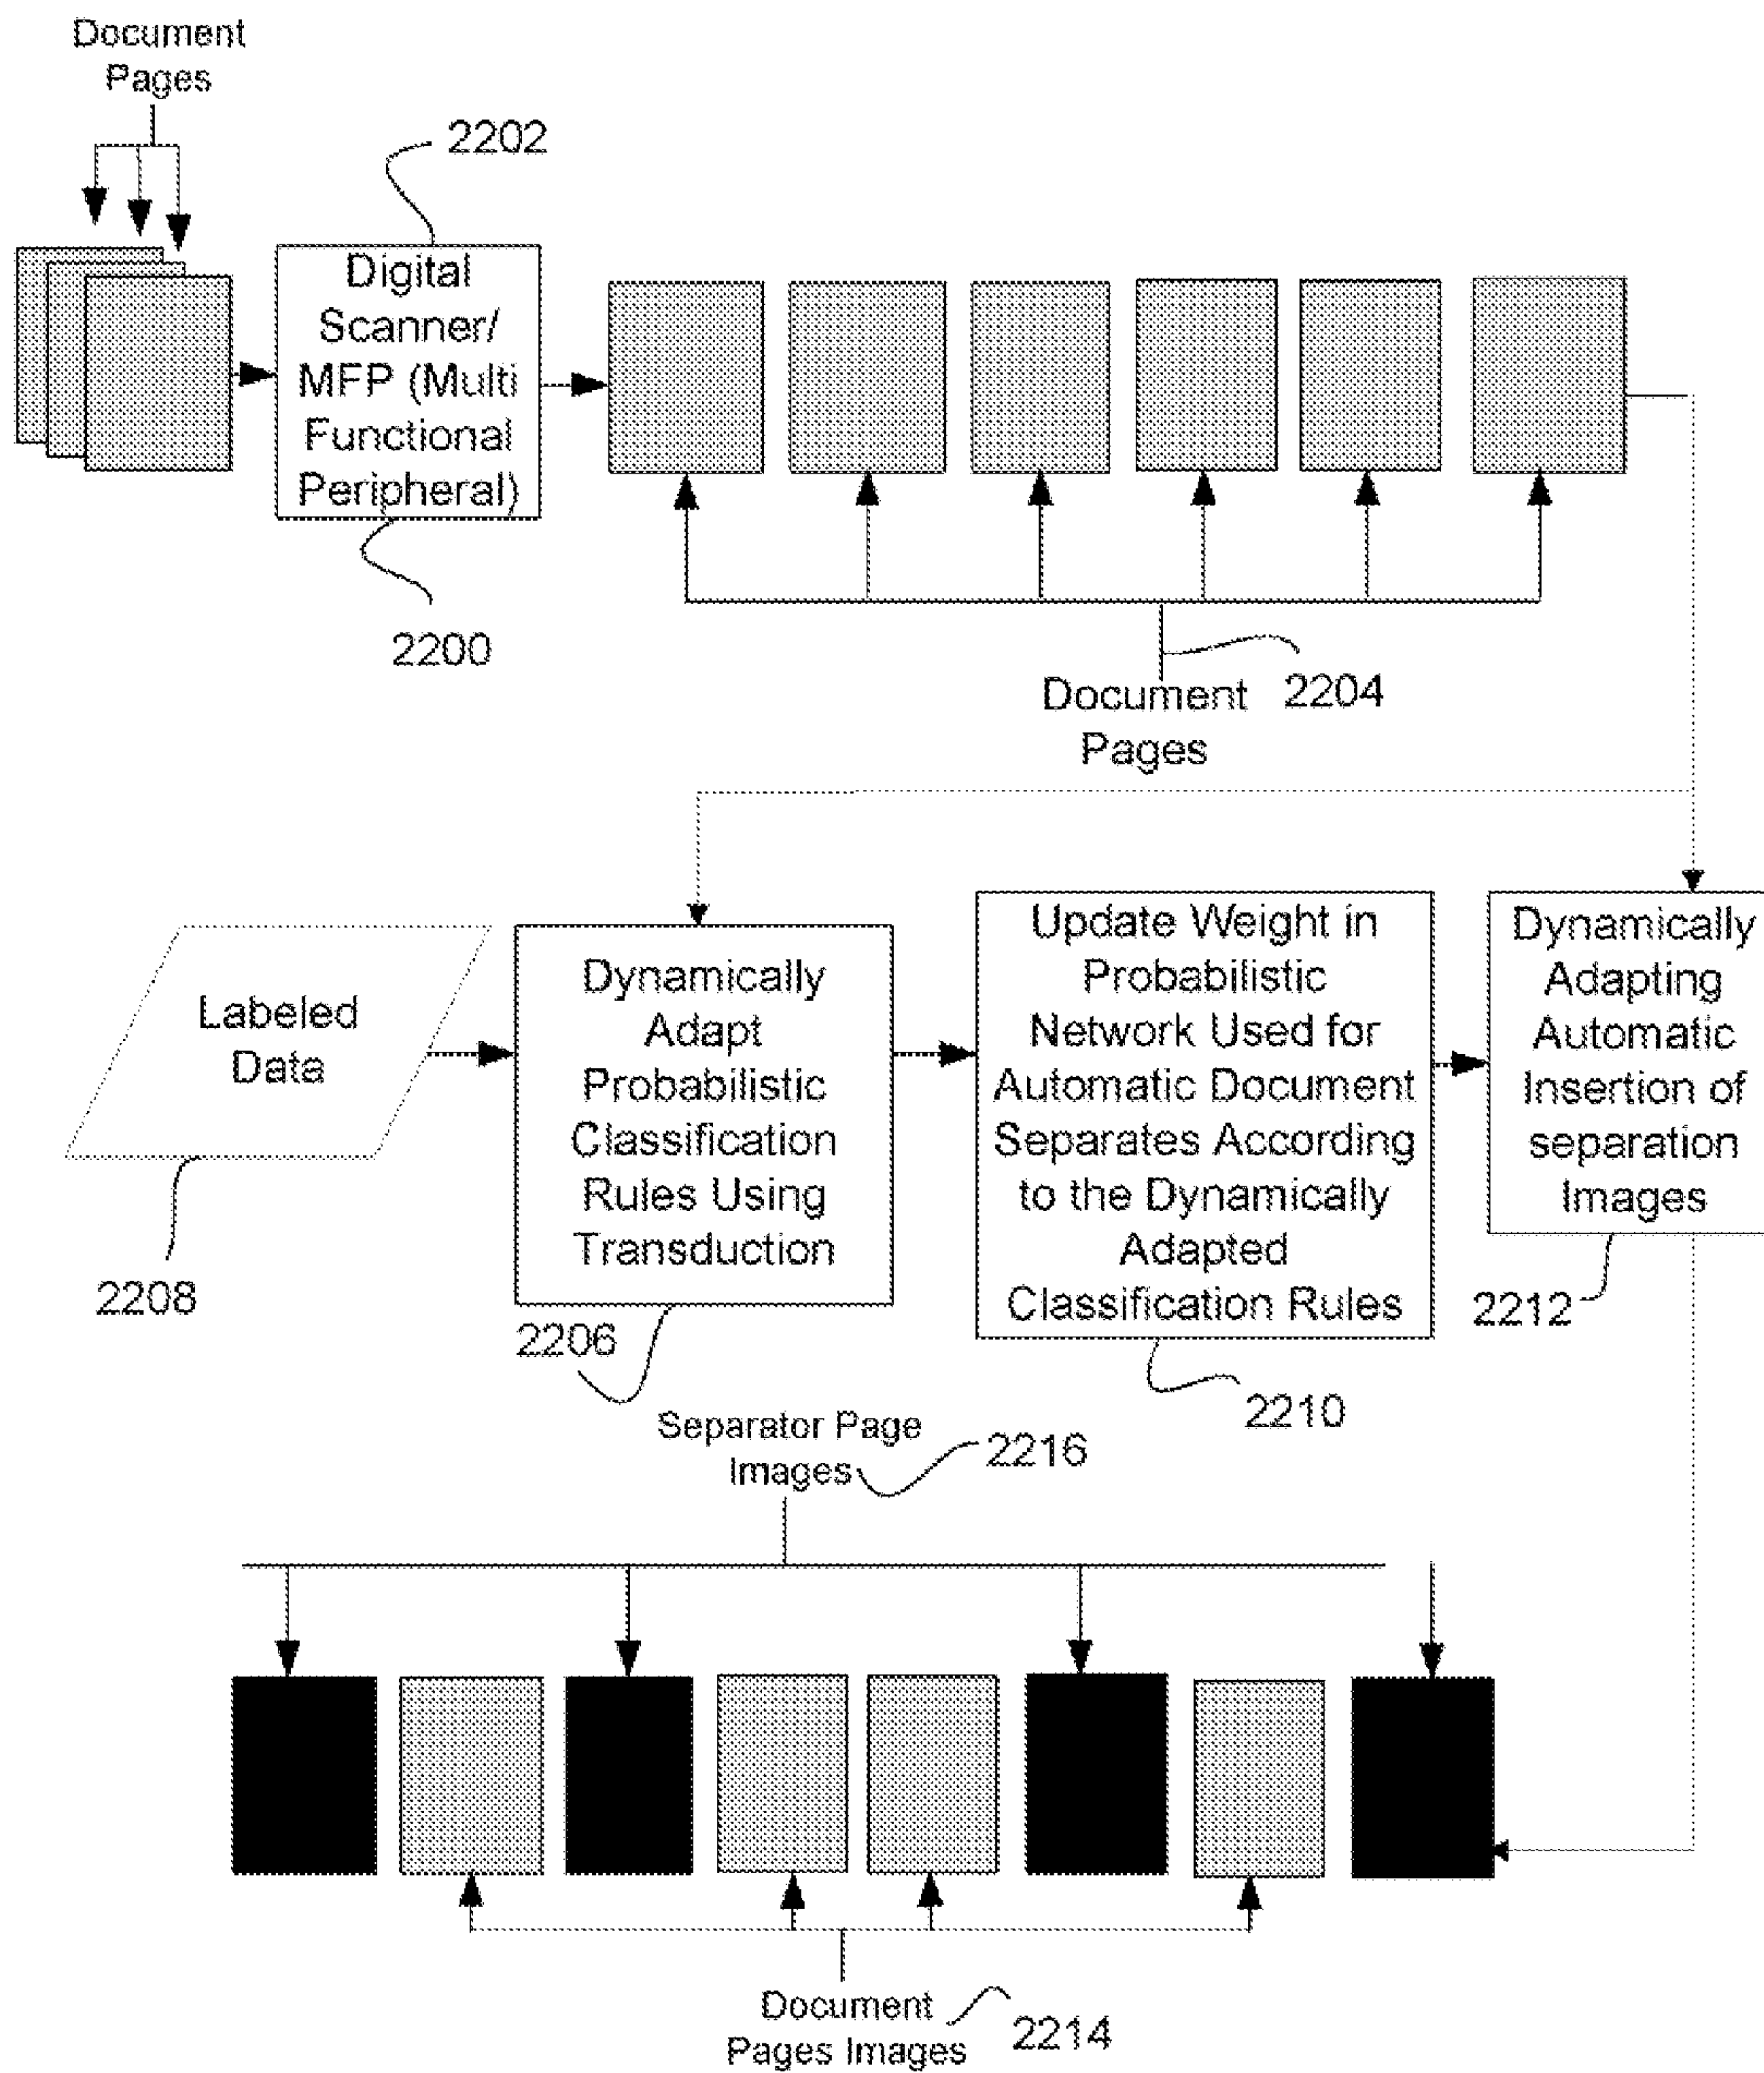 Document
Pages
2202
Digital
Scanner/
MFP (Multi
Functional
Peripheral)
2200
2204
Document
Pages
Labeled
Data
2208
Dynamically
Adapt
Probabilistic
Classification
Rules Using
Transduction
2206
Update Weight in
Probabilistic
Network Used for
Automatic Document
Separates According
to the Dynamically
Adapted
Classification Rules
2210
Dynamically
Adapting
Automatic
Insertion of
separation
Images
2212
Separator Page
Images
2216
Document
Pages Images
2214